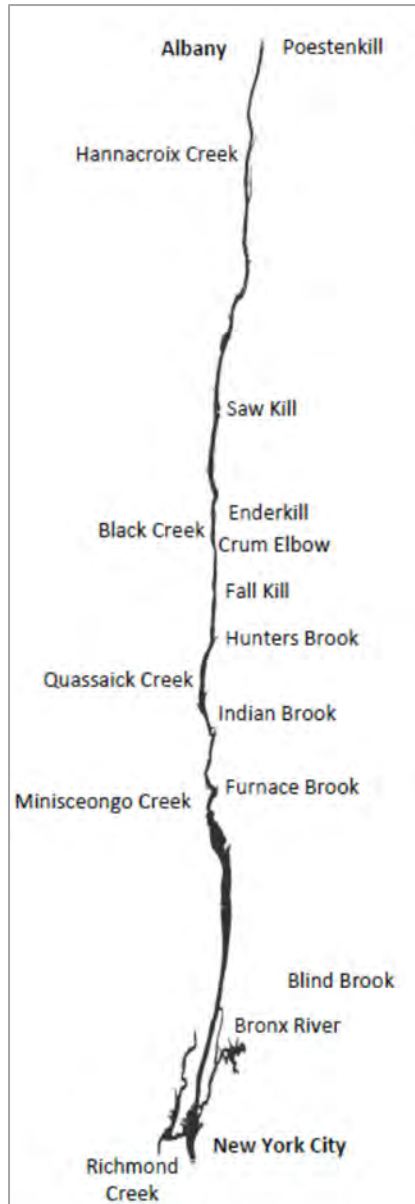 Albany
Poestenkill
Hannacroix Creek
Saw Kill
Enderkill
Black Creek
Crum Elbow
Fall Kill
Hunters Brook
Quassaick Creek
Indian Brook
Furnace Brook
Minisceongo Creek
Blind Brook
Bronx River
New York City
Richmond
Creek